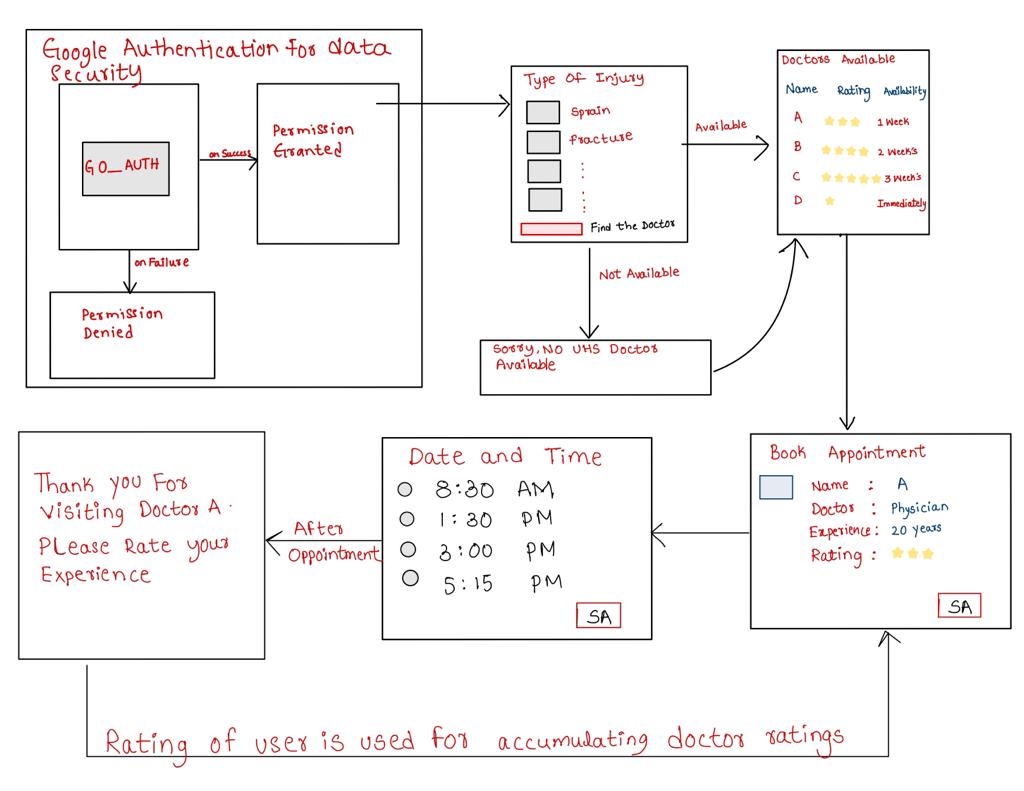 Google Authentication For data
Security
GO_AUTH
on Success
Permission
Granted
on Failure
Permission
Denied
Type Of Injury
Sprain
fracture
Find the Doctor
Available
Not Available
Sorry, No UHS Doctor
Available
Doctors Available
Name Rating Availability
A 1 Week
B 2 Week's
C 3 Week's
D Immediately
Book Appointment
Name : A
Doctor : Physician
Experience : 20 years
Rating :
SA
Date and Time
8:30 AM
1:30 PM
3:00 PM
5:15 PM
SA
After
Oppointment
Thank you For
Visiting Doctor A.
Please Rate your
Experience
Rating of user is used for accumulating doctor ratings